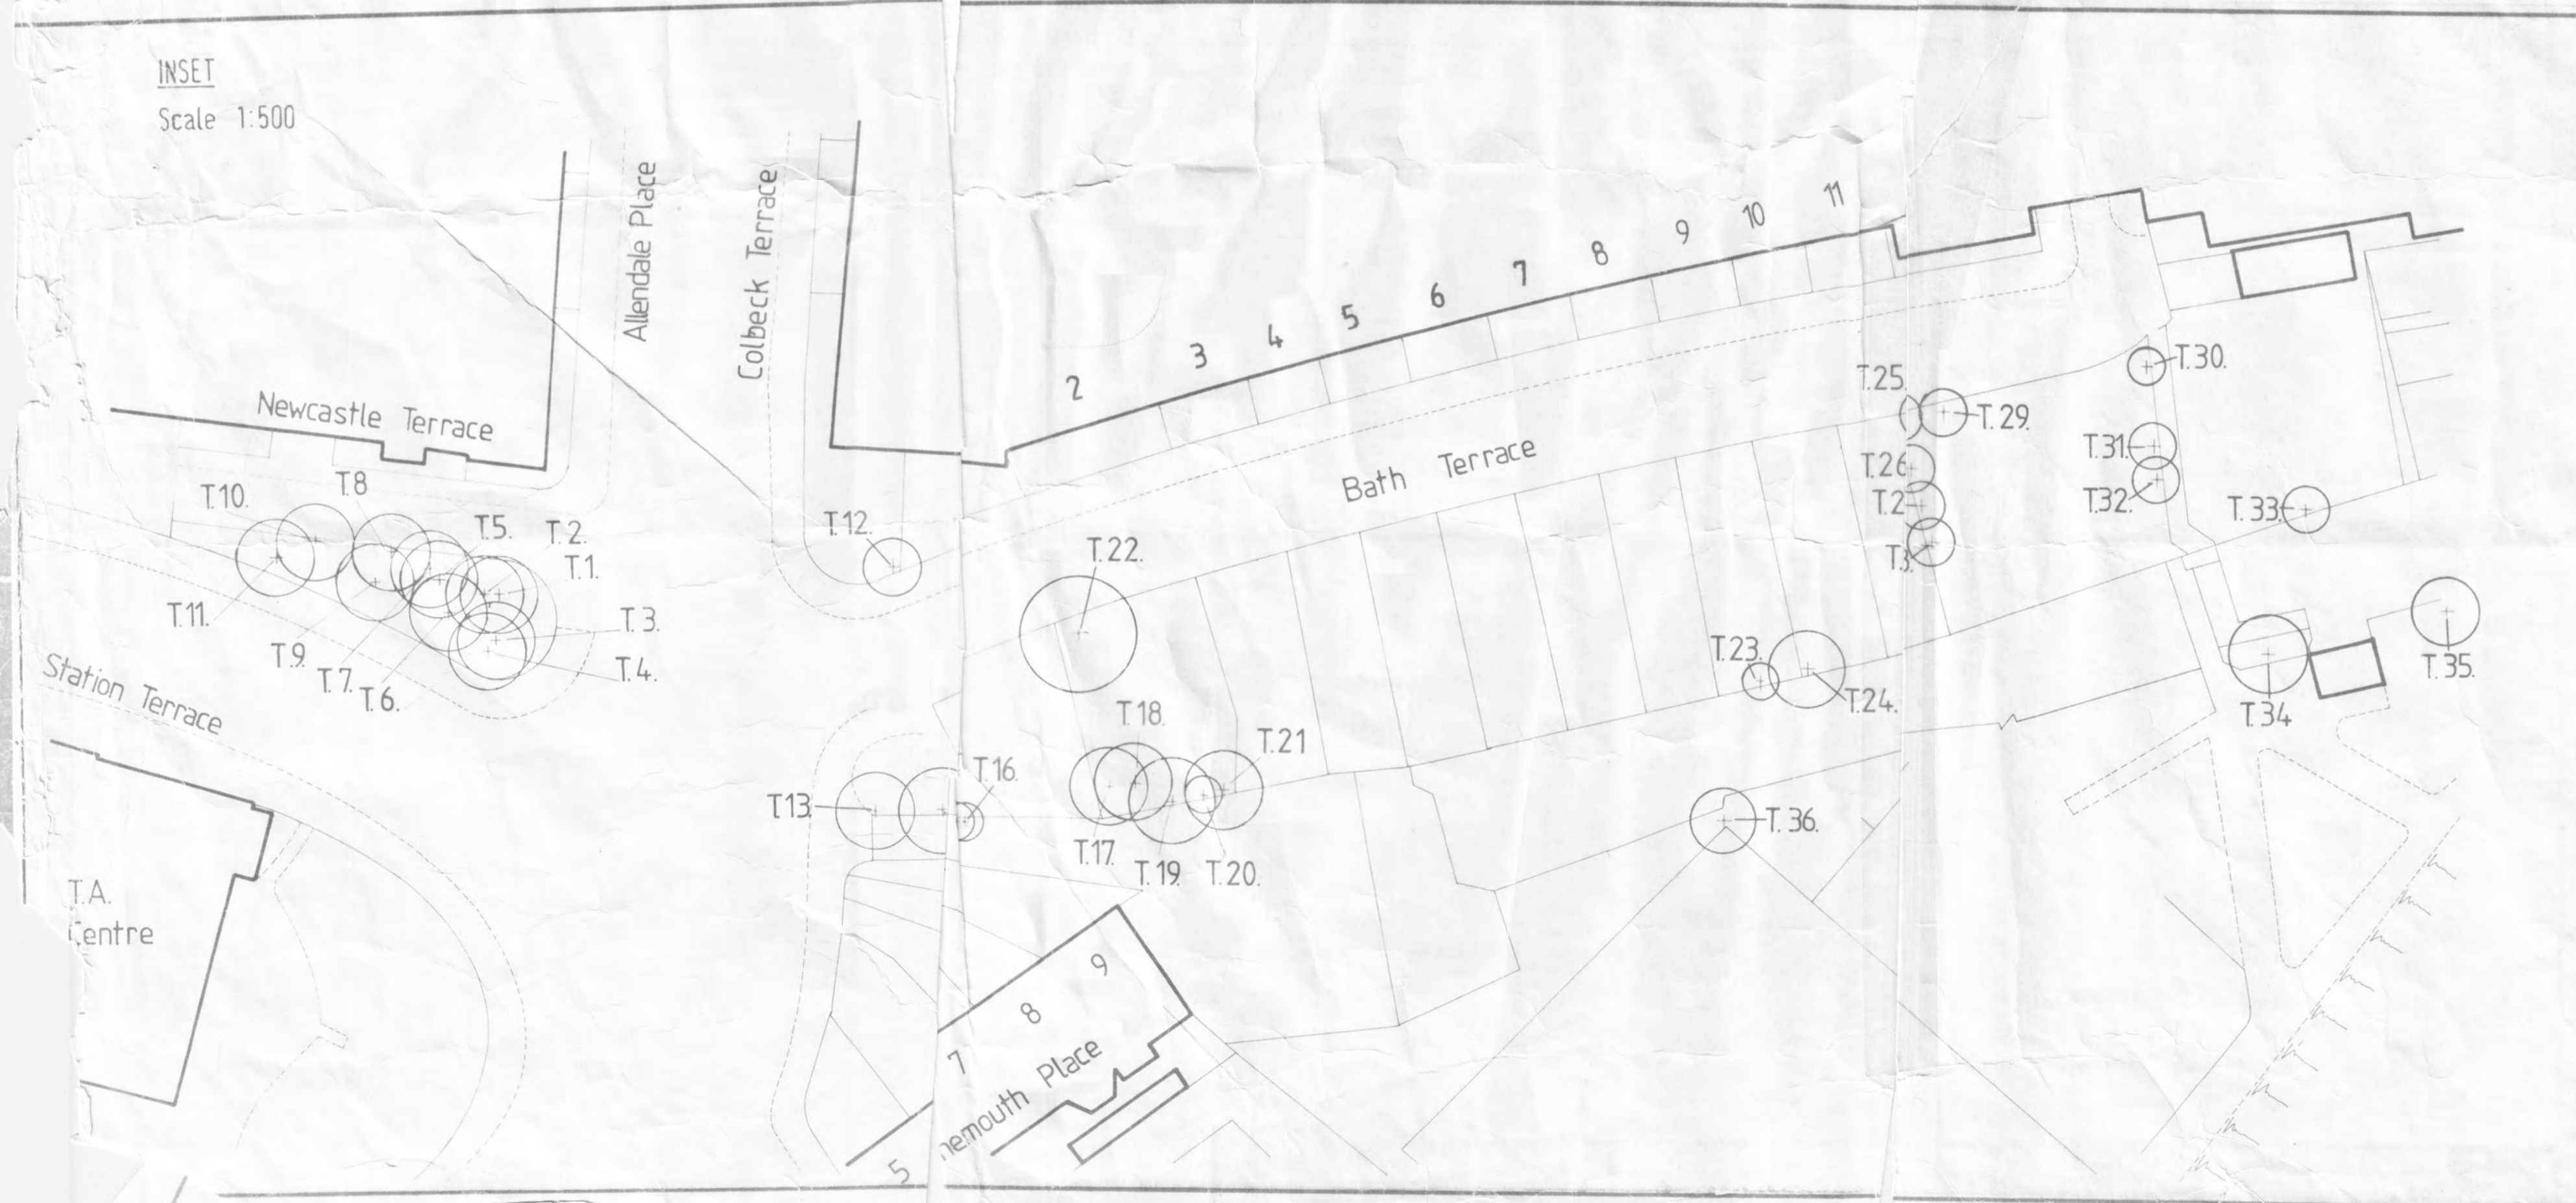 INSET
Scale 1:500
Allendale Place
Colbeck Terrace
Newcastle Terrace
2
3
4
5
6
7
8
9
10
11
Bath Terrace
T.10.
T.8
T.5.
T.2.
T.1.
T.3.
T.4.
T.11.
T.9.
T.7.
T.6.
T.12.
T.22.
T.25.
T.29.
T.26
T.2
T.3
T.30.
T.31.
T.32.
T.33.
T.34
T.35.
T.23.
T.24.
T.36.
Station Terrace
T.A.
Centre
T.13.
T.16.
T.18.
T.21
T.17.
T.19.
T.20.
9
8
7
5
nemouth Place